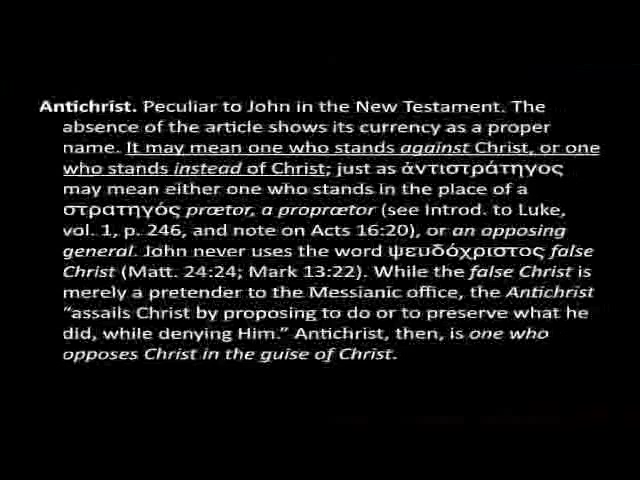 Antichrist. Peculiar to John in the New Testament. The
absence of the article shows its currency as a proper
name. It may mean one who stands against Christ, or one
who stands instead of Christ; just as ἀντιστράτηγος
may mean either one who stands in the place of a
στρατηγός prætor, a proprætor (see Introd. to Luke,
vol. 1, p. 246, and note on Acts 16:20), or an opposing
general. John never uses the word ψευδόχριστος false
Christ (Matt. 24:24; Mark 13:22). While the false Christ is
merely a pretender to the Messianic office, the Antichrist
“assails Christ by proposing to do or to preserve what he
did, while denying Him.” Antichrist, then, is one who
opposes Christ in the guise of Christ.